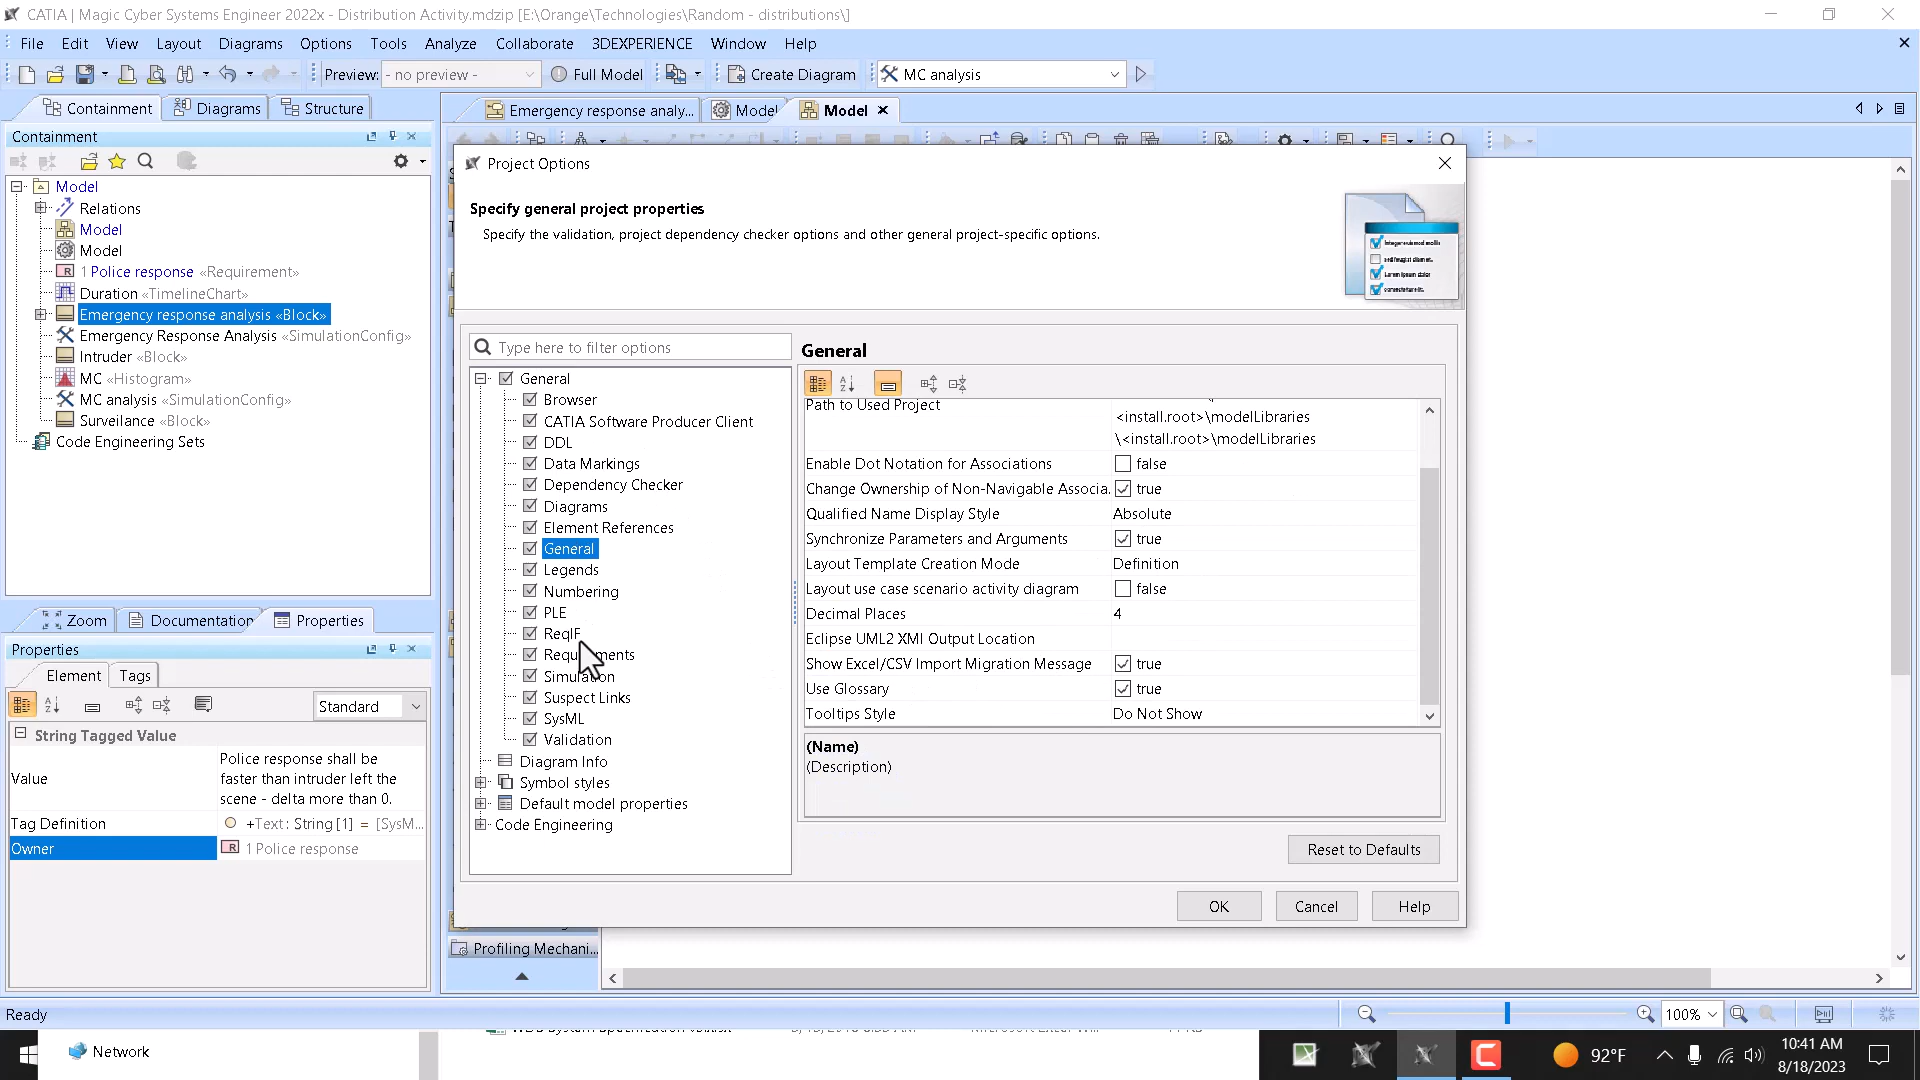 CATIA | Magic Cyber Systems Engineer 2022x - Distribution Activity.mdzip [E:\Orange\Technologies\Random - distributions\]
File Edit View Layout Diagrams Options Tools Analyze Collaborate 3DEXPERIENCE Window Help
Preview: - no preview - Full Model Create Diagram MC analysis
Containment Diagrams Structure
Emergency response analy... Model Model
Containment
Model
Relations
Model
Model
1 Police response «Requirement»
Duration «TimelineChart»
Emergency response analysis «Block»
Emergency Response Analysis «SimulationConfig»
Intruder «Block»
MC «Histogram»
MC analysis «SimulationConfig»
Surveilance «Block»
Code Engineering Sets
Zoom Documentation Properties
Properties
Element Tags
Standard
String Tagged Value
Value
Police response shall be
faster than intruder left the
scene - delta more than 0.
Tag Definition +Text : String [1] = [SysM...
Owner 1 Police response
Project Options
Specify general project properties
Specify the validation, project dependency checker options and other general project-specific options.
Type here to filter options
General
Browser
CATIA Software Producer Client
DDL
Data Markings
Dependency Checker
Diagrams
Element References
General
Legends
Numbering
PLE
ReqIF
Simulation
Suspect Links
SysML
Validation
Diagram Info
Symbol styles
Default model properties
Code Engineering
General
Path to Used Project
<install.root>\modelLibraries
\<install.root>\modelLibraries
Enable Dot Notation for Associations false
Change Ownership of Non-Navigable Associa. true
Qualified Name Display Style Absolute
Synchronize Parameters and Arguments true
Layout Template Creation Mode Definition
Layout use case scenario activity diagram false
Decimal Places 4
Eclipse UML2 XMI Output Location
Show Excel/CSV Import Migration Message true
Use Glossary true
Tooltips Style Do Not Show
(Name)
(Description)
Reset to Defaults
OK Cancel Help
Profiling Mechani...
Ready
100%
Network
92°F
10:41 AM
8/18/2023